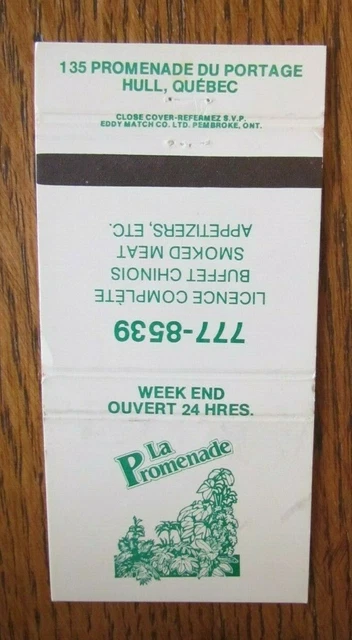 135 PROMENADE DU PORTAGE
HULL, QUÉBEC
CLOSE COVER-REFERMEZ S.V.P.
EDDY MATCH CO. LTD. PEMBROKE, ONT.
777-8539
LICENCE COMPLÈTE
BUFFET CHINOIS
SMOKED MEAT
APPETIZERS, ETC.
WEEK END
OUVERT 24 HRES.
La
Promenade